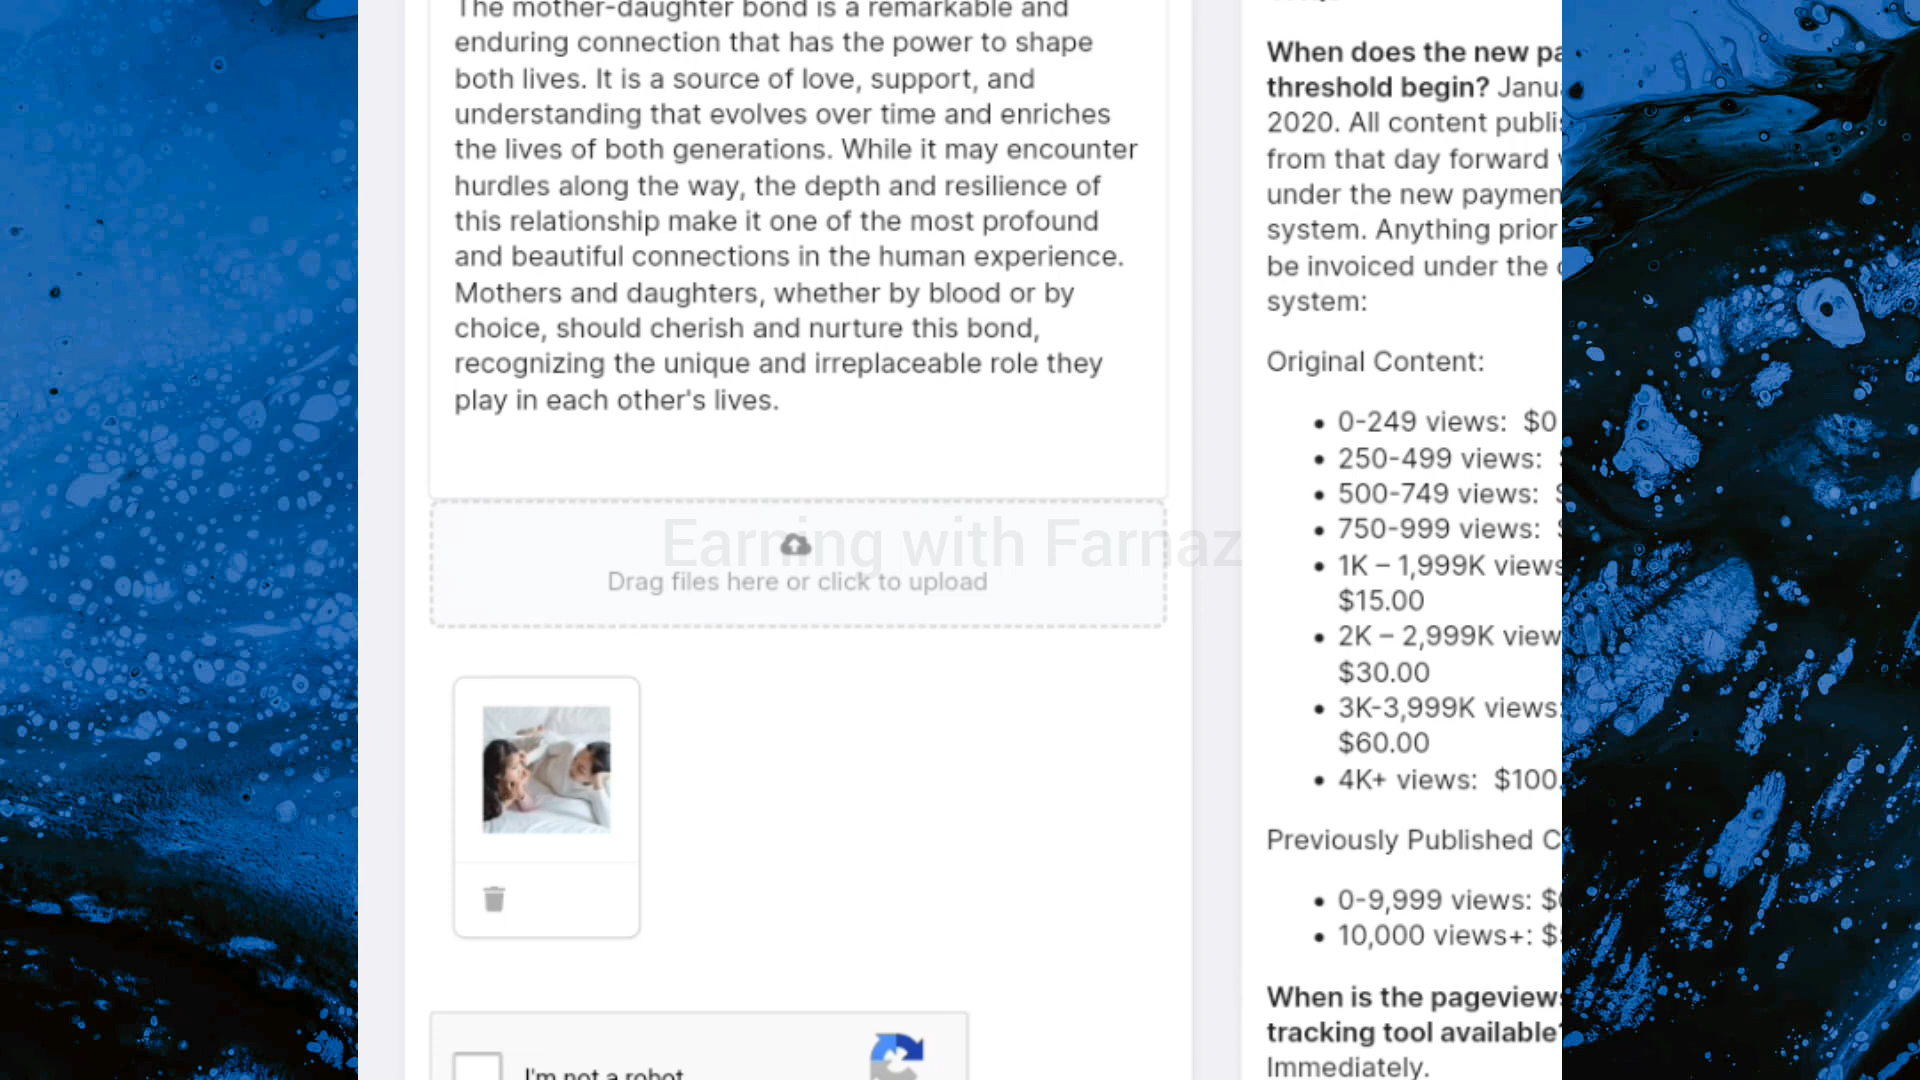 The mother-daughter bond is a remarkable and
enduring connection that has the power to shape
both lives. It is a source of love, support, and
understanding that evolves over time and enriches
the lives of both generations. While it may encounter
hurdles along the way, the depth and resilience of
this relationship make it one of the most profound
and beautiful connections in the human experience.
Mothers and daughters, whether by blood or by
choice, should cherish and nurture this bond,
recognizing the unique and irreplaceable role they
play in each other's lives.
Earning with Farnaz
Drag files here or click to upload
I'm not a robot
When does the new
threshold begin?
2020. All content
from that day forward
under the new
system. Anything prior
be invoiced under the
system:
Original Content:
• 0-249 views: $0
• 250-499 views:
• 500-749 views:
• 750-999 views:
• 1K – 1,999K views
$15.00
• 2K – 2,999K view
$30.00
• 3K-3,999K views:
$60.00
• 4K+ views: $100.
Previously Published
• 0-9,999 views:
• 10,000 views+:
When is the pageviews
tracking tool available?
Immediately.